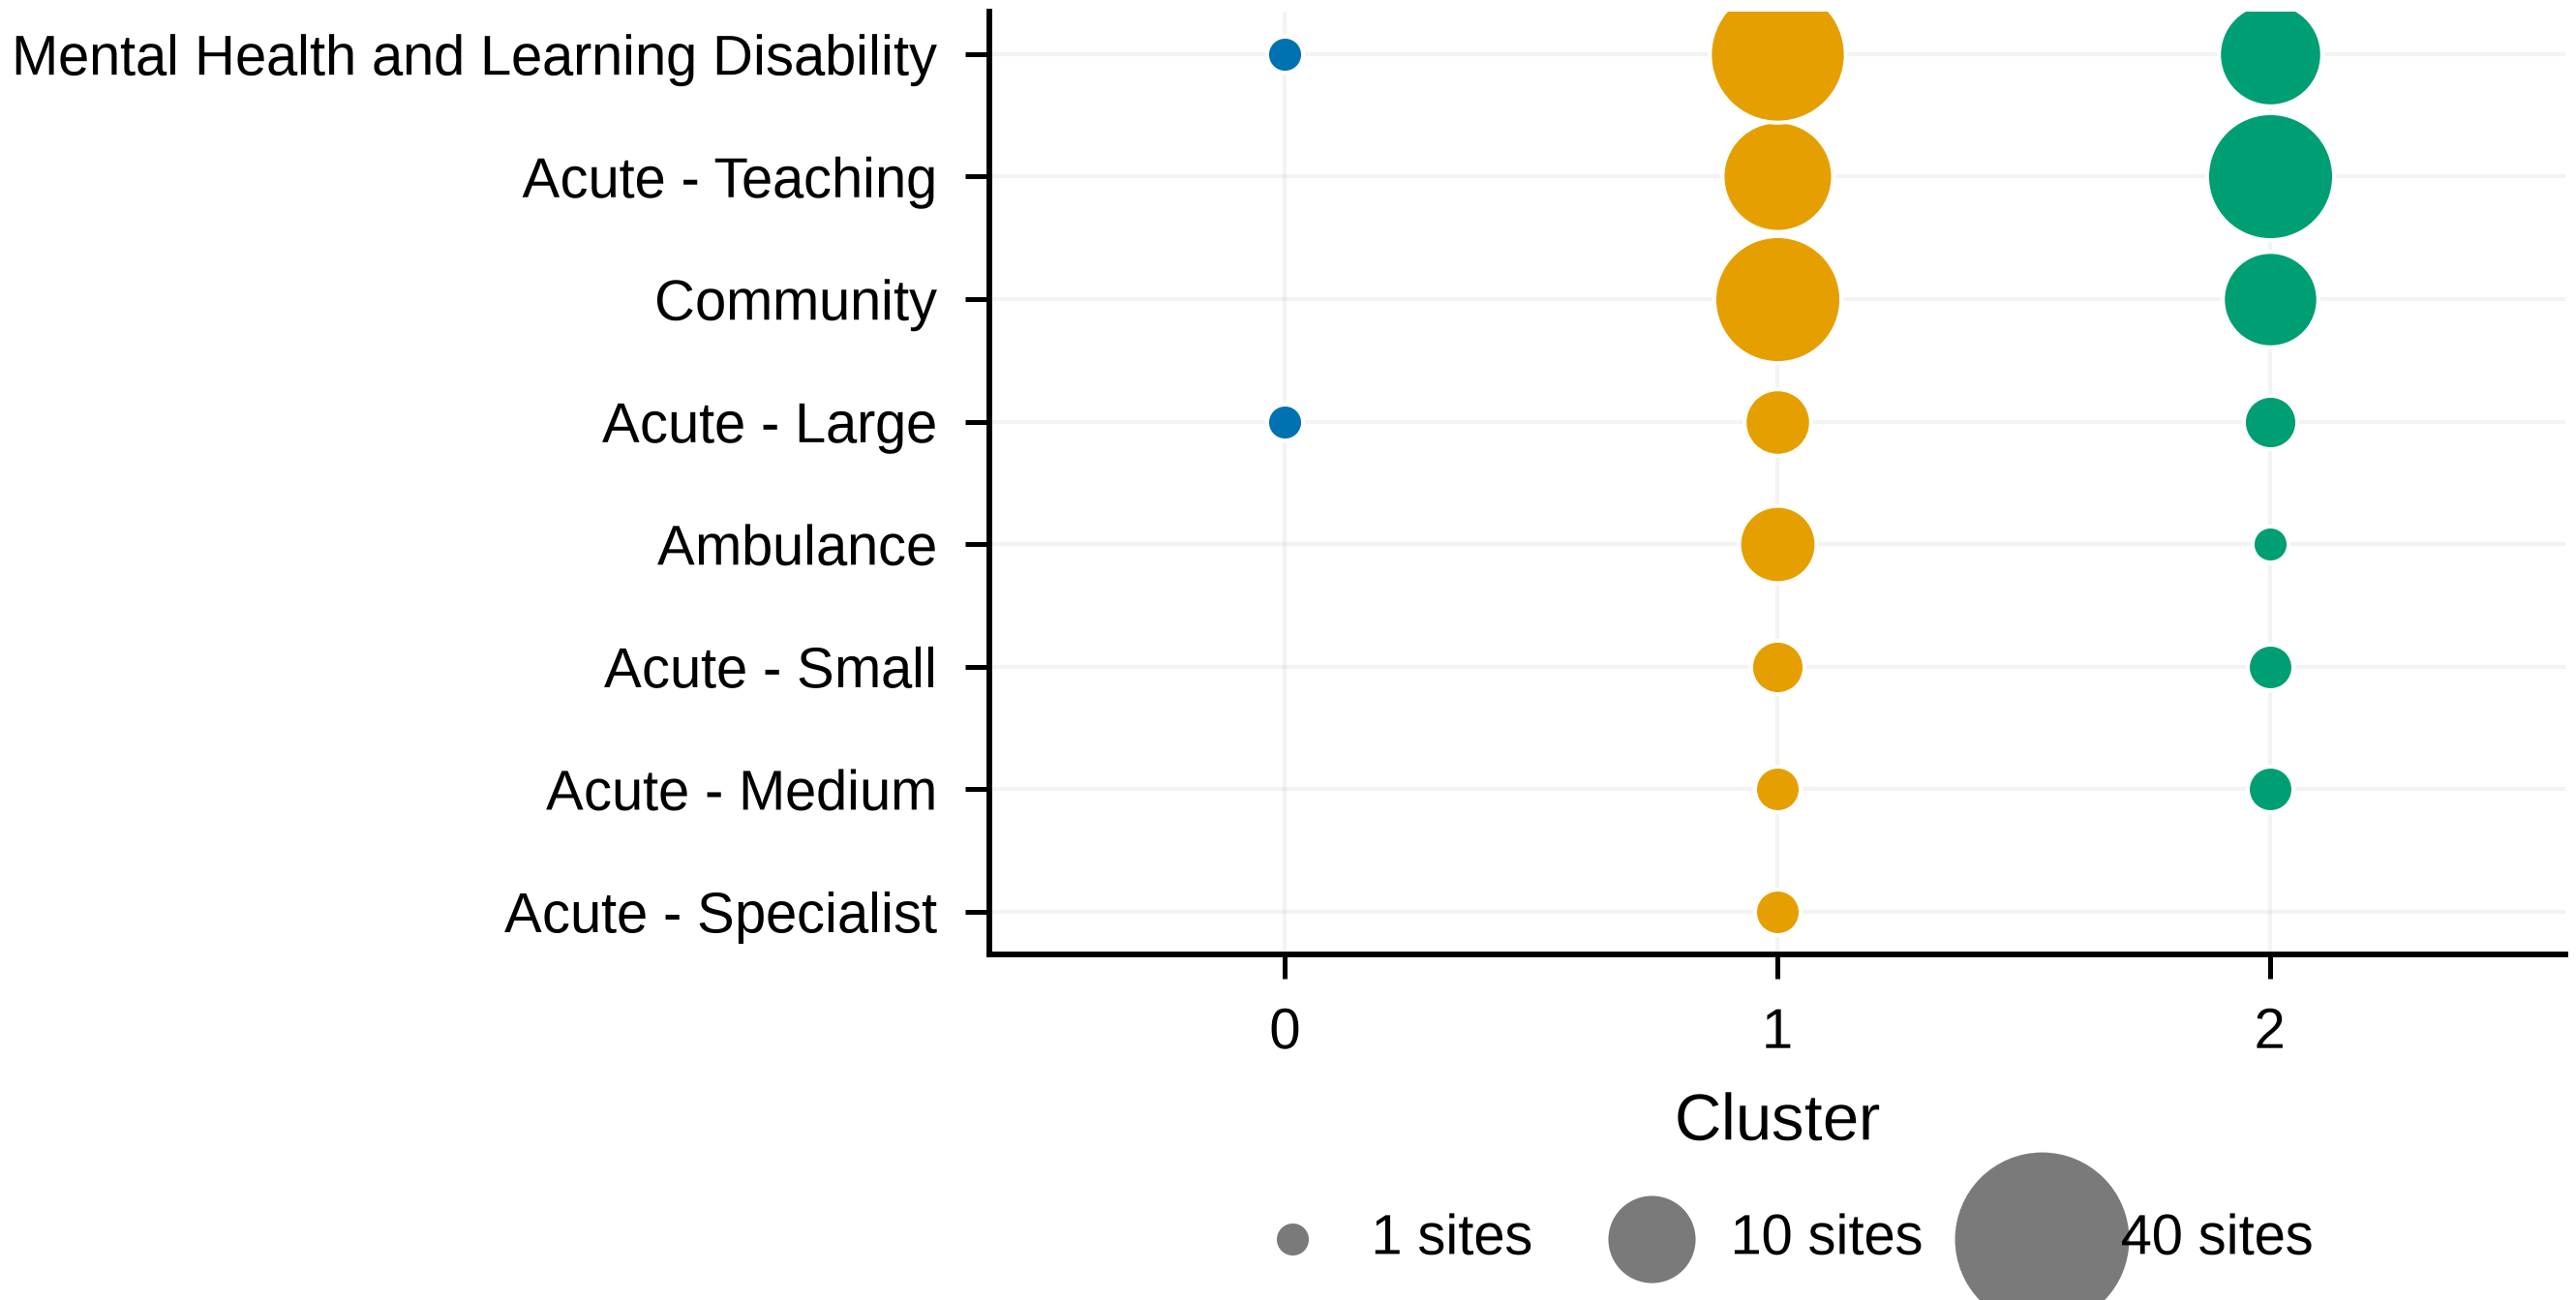 Mental Health and Learning Disability
Acute - Teaching
Community
Acute - Large
Ambulance
Acute - Small
Acute - Medium
Acute - Specialist
0 1 2
Cluster
1 sites 10 sites 40 sites